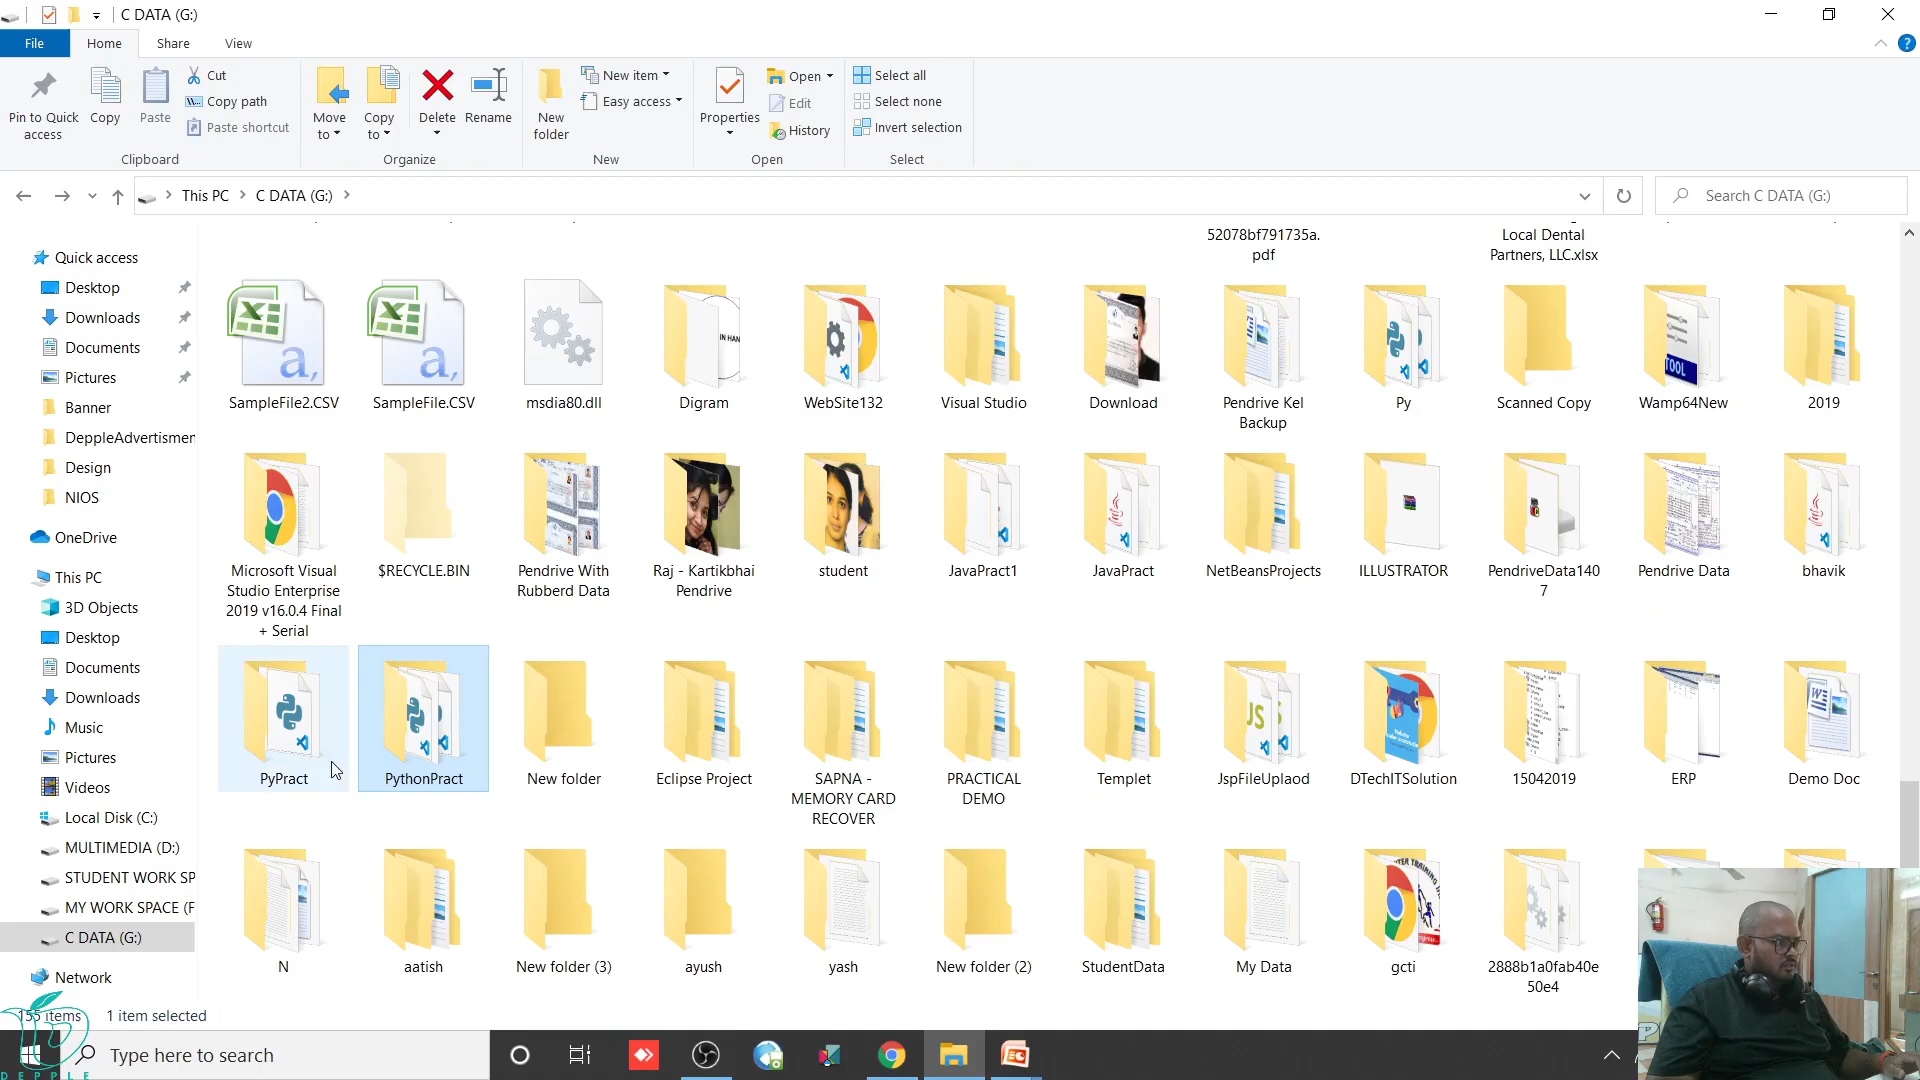 C DATA (G:)
File Home Share View
Pin to Quick access
Copy
Paste
Cut
Copy path
Paste shortcut
Clipboard
Move to
Copy to
Delete
Rename
Organize
New folder
New item
Easy access
New
Properties
Open
Edit
History
Open
Select all
Select none
Invert selection
Select
This PC C DATA (G:)
Search C DATA (G:)
Quick access
Desktop
Downloads
Documents
Pictures
Banner
DeppleAdvertismen
Design
NIOS
OneDrive
This PC
3D Objects
Desktop
Documents
Downloads
Music
Pictures
Videos
Local Disk (C:)
MULTIMEDIA (D:)
STUDENT WORK SP
MY WORK SPACE (F
C DATA (G:)
Network
52078bf791735a.
pdf
Local Dental
Partners, LLC.xlsx
SampleFile2.CSV
SampleFile.CSV
msdia80.dll
Digram
WebSite132
Visual Studio
Download
Pendrive Kel
Backup
Py
Scanned Copy
Wamp64New
2019
Microsoft Visual
Studio Enterprise
2019 v16.0.4 Final
+ Serial
$RECYCLE.BIN
Pendrive With
Rubberd Data
Raj - Kartikbhai
Pendrive
student
JavaPract1
JavaPract
NetBeansProjects
ILLUSTRATOR
PendriveData140
7
Pendrive Data
bhavik
PyPract
PythonPract
New folder
Eclipse Project
SAPNA -
MEMORY CARD
RECOVER
PRACTICAL
DEMO
Templet
JspFileUplaod
DTechITSolution
15042019
ERP
Demo Doc
N
aatish
New folder (3)
ayush
yash
New folder (2)
StudentData
My Data
gcti
2888b1a0fab40e
50e4
155 items 1 item selected
Type here to search
DEPPLE